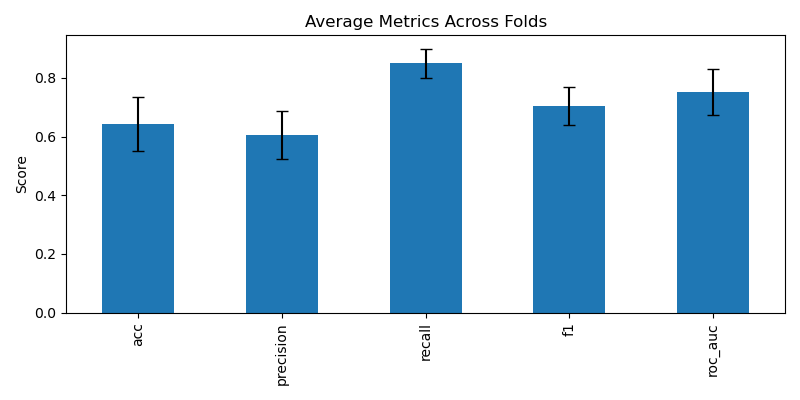 Average Metrics Across Folds
Score
0.8
0.6
0.4
0.2
0.0
acc
precision
recall
f1
roc_auc